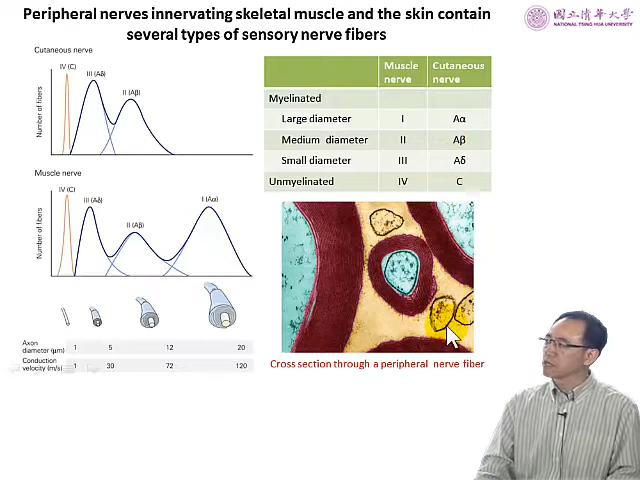 Peripheral nerves innervating skeletal muscle and the skin contain
several types of sensory nerve fibers
國立清華大學
NATIONAL TSING HUA UNIVERSITY
Cutaneous nerve
Number of fibers
IV (C)
III (Aδ)
II (Aβ)
Muscle nerve
Number of fibers
IV (C)
III (Aδ)
II (Aβ)
I (Aα)
Axon
diameter (μm) 1 5 12 20
Conduction
velocity (m/s) 1 30 72 120
Muscle nerve Cutaneous nerve
Myelinated
Large diameter I Aα
Medium diameter II Aβ
Small diameter III Aδ
Unmyelinated IV C
Cross section through a peripheral nerve fiber